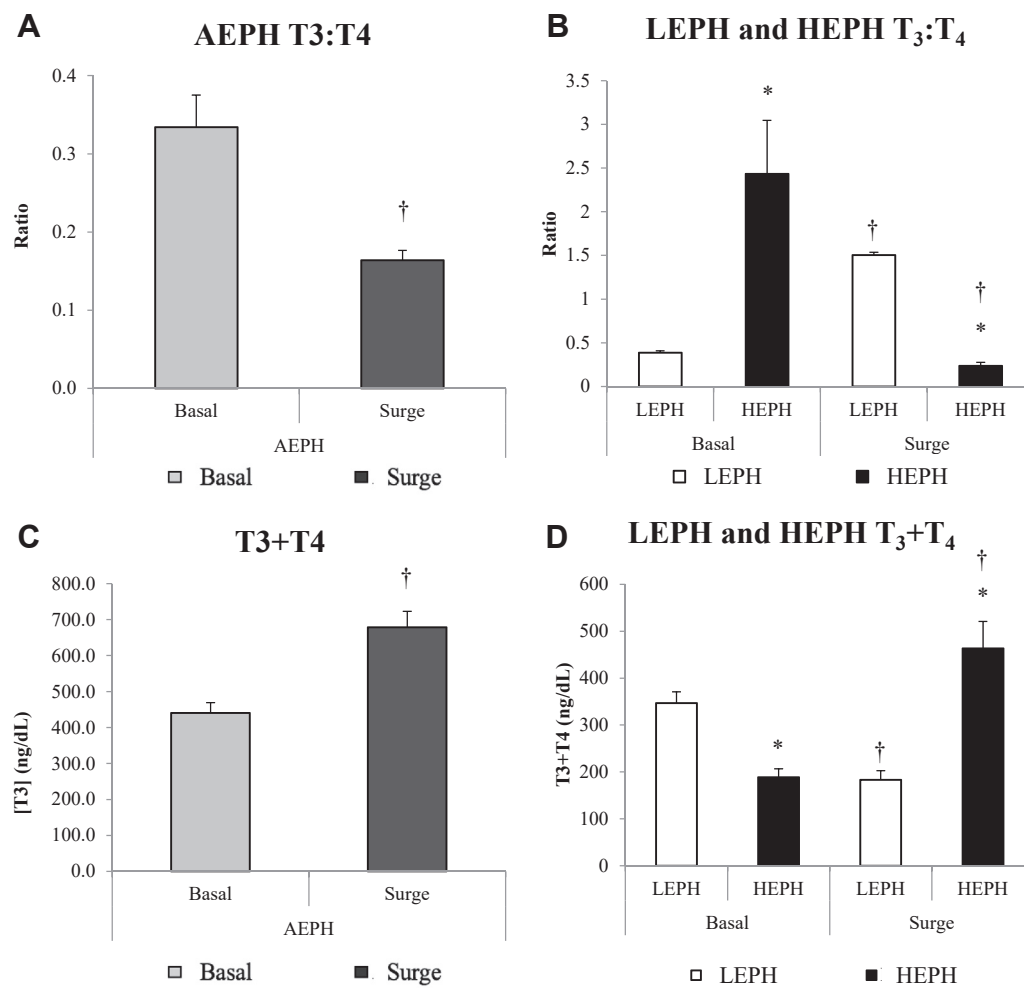 A
AEPH T3:T4
0.4
0.3
0.2
0.1
0.0
Ratio
†
Basal
Surge
AEPH
Basal
Surge
B
LEPH and HEPH T₃:T₄
3.5
3
2.5
2
1.5
1
0.5
0
Ratio
*
†
†
*
LEPH
HEPH
LEPH
HEPH
Basal
Surge
LEPH
HEPH
C
T3+T4
800.0
700.0
600.0
500.0
400.0
300.0
200.0
100.0
0.0
[T3] (ng/dL)
†
Basal
Surge
AEPH
Basal
Surge
D
LEPH and HEPH T₃+T₄
600
500
400
300
200
100
0
T3+T4 (ng/dL)
*
†
†
*
LEPH
HEPH
LEPH
HEPH
Basal
Surge
LEPH
HEPH